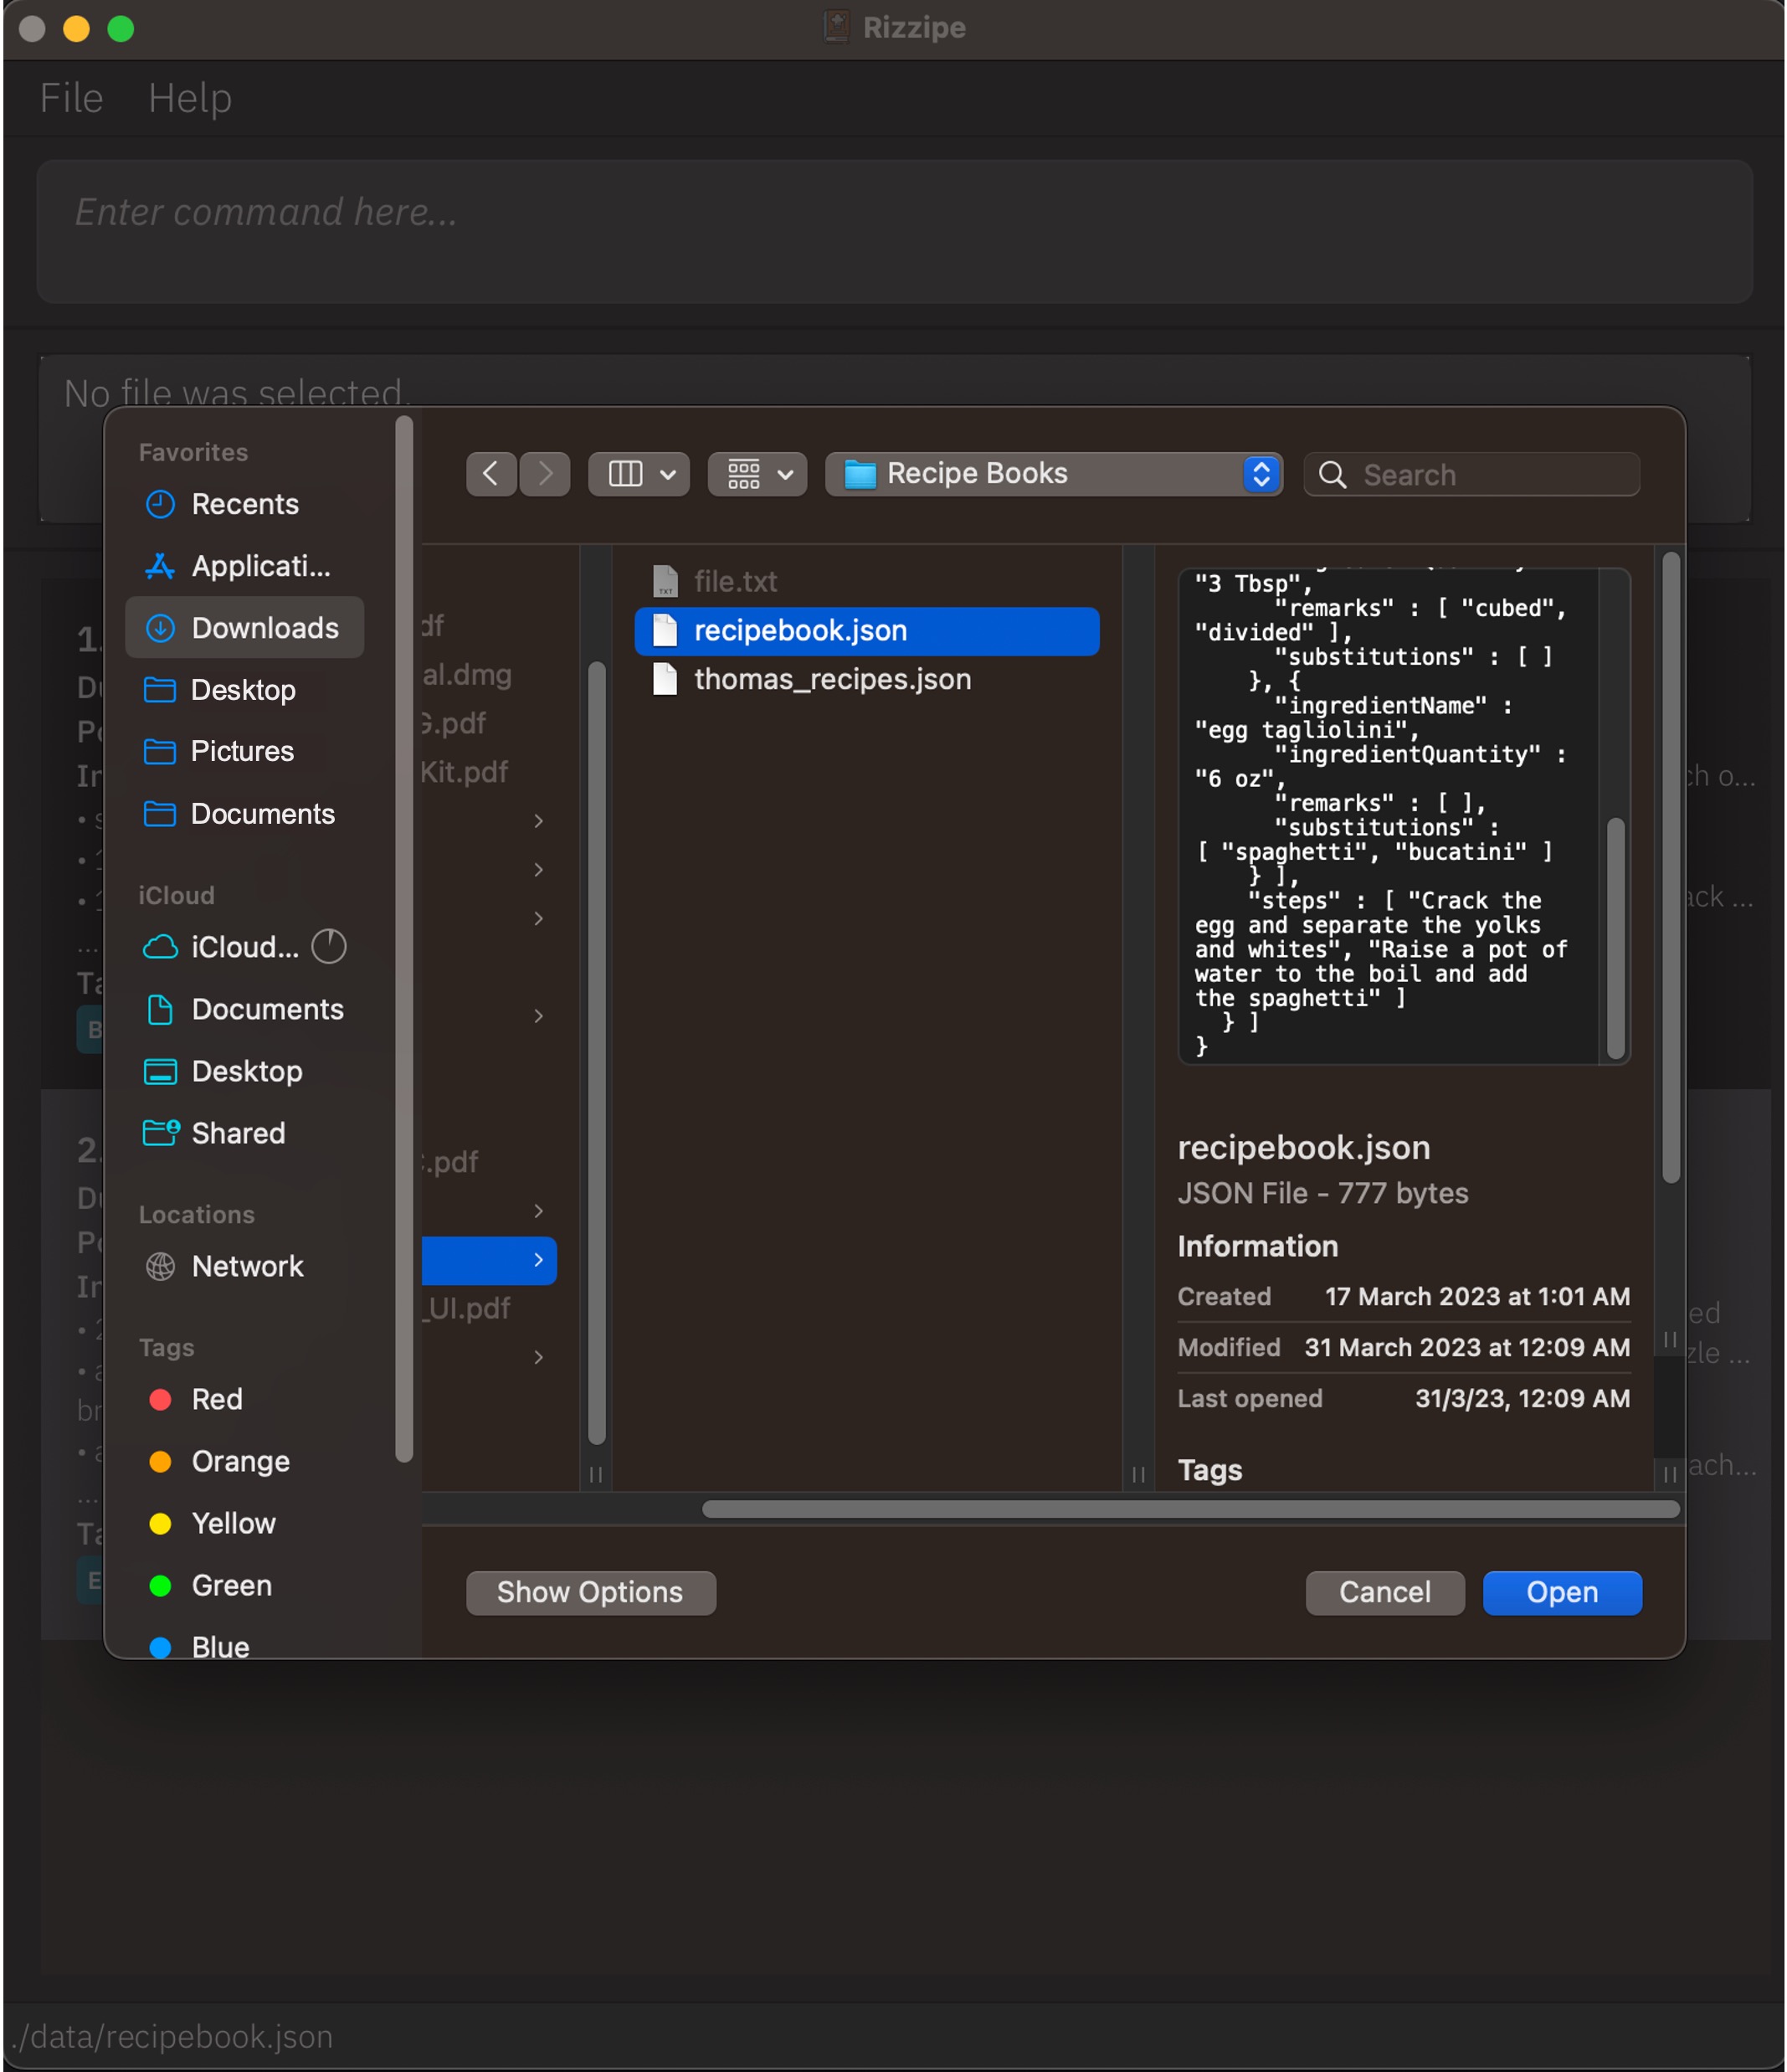 Rizzipe
File Help
Enter command here...
No file was selected.
Favorites
Recents
Applicati...
Downloads
Desktop
Pictures
Documents
iCloud
iCloud...
Documents
Desktop
Shared
Locations
Network
Tags
Red
Orange
Yellow
Green
Blue
Recipe Books
Search
df
al.dmg
G.pdf
Kit.pdf
.pdf
_UI.pdf
file.txt
recipebook.json
thomas_recipes.json
"3 Tbsp",
"remarks" : [ "cubed",
"divided" ],
"substitutions" : [ ]
}, {
"ingredientName" :
"egg tagliolini",
"ingredientQuantity" :
"6 oz",
"remarks" : [ ],
"substitutions" :
[ "spaghetti", "bucatini" ]
} ],
"steps" : [ "Crack the
egg and separate the yolks
and whites", "Raise a pot of
water to the boil and add
the spaghetti" ]
} ]
}
recipebook.json
JSON File - 777 bytes
Information
Created 17 March 2023 at 1:01 AM
Modified 31 March 2023 at 12:09 AM
Last opened 31/3/23, 12:09 AM
Tags
Show Options
Cancel
Open
1.
2.
./data/recipebook.json